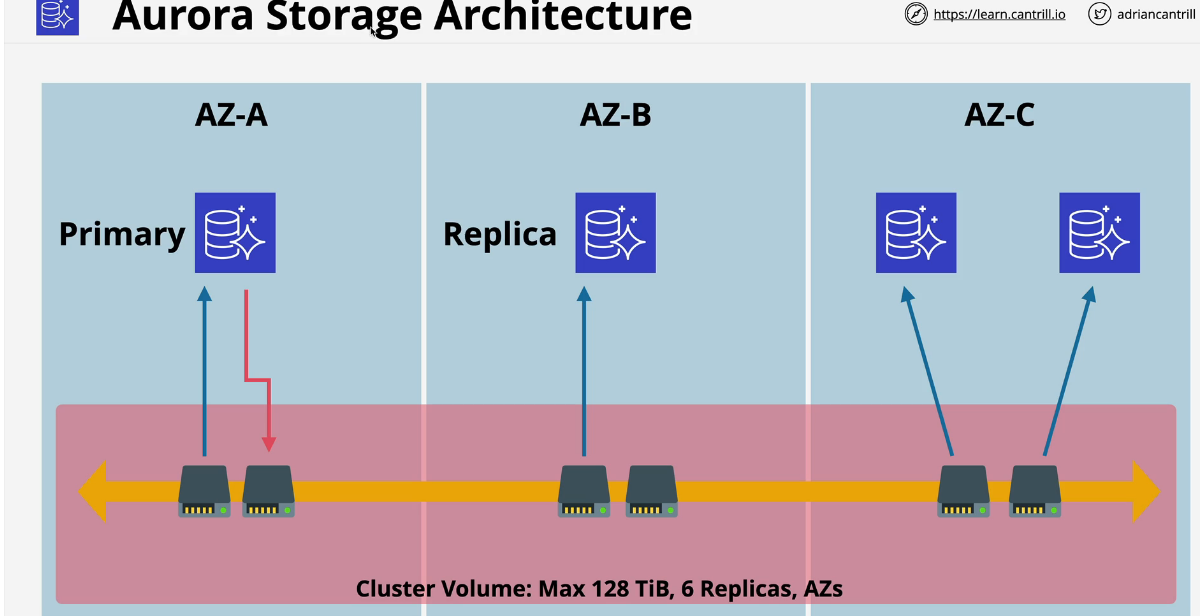 Aurora Storage Architecture
https://learn.cantrill.io
adriancantrill
AZ-A
AZ-B
AZ-C
Primary
Replica
Cluster Volume: Max 128 TiB, 6 Replicas, AZs